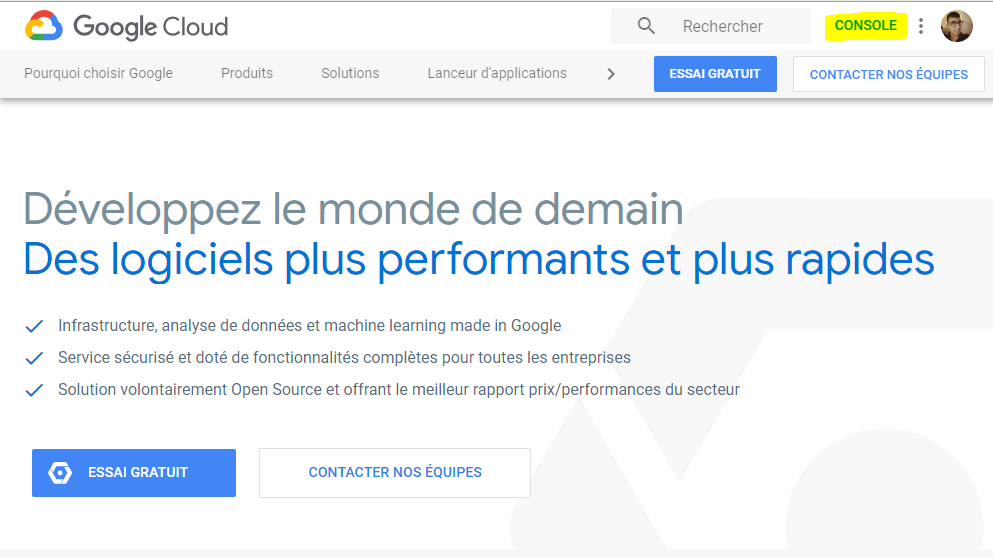 Google Cloud
Rechercher
CONSOLE
Pourquoi choisir Google
Produits
Solutions
Lanceur d'applications
ESSAI GRATUIT
CONTACTER NOS ÉQUIPES
Développez le monde de demain
Des logiciels plus performants et plus rapides
Infrastructure, analyse de données et machine learning made in Google
Service sécurisé et doté de fonctionnalités complètes pour toutes les entreprises
Solution volontairement Open Source et offrant le meilleur rapport prix/performances du secteur
ESSAI GRATUIT
CONTACTER NOS ÉQUIPES